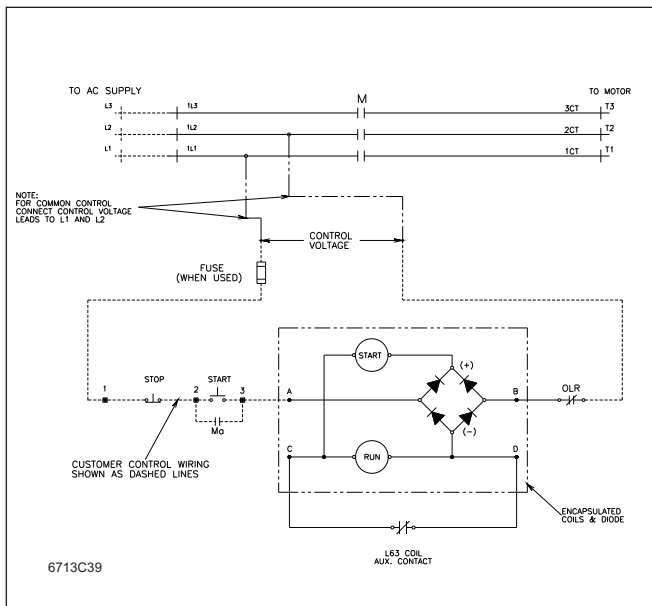 TO AC SUPPLY
M
TO MOTOR
L3 1L3 3CT T3
L2 1L2 2CT T2
L1 1L1 1CT T1
NOTE:
FOR COMMON CONTROL
CONNECT CONTROL VOLTAGE
LEADS TO L1 AND L2
CONTROL
VOLTAGE
FUSE
(WHEN USED)
START
(+)
1 STOP 2 START 3 A B OLR
Ma
(-)
C RUN D
CUSTOMER CONTROL WIRING
SHOWN AS DASHED LINES
ENCAPSULATED
COILS & DIODE
L63 COIL
AUX. CONTACT
6713C39